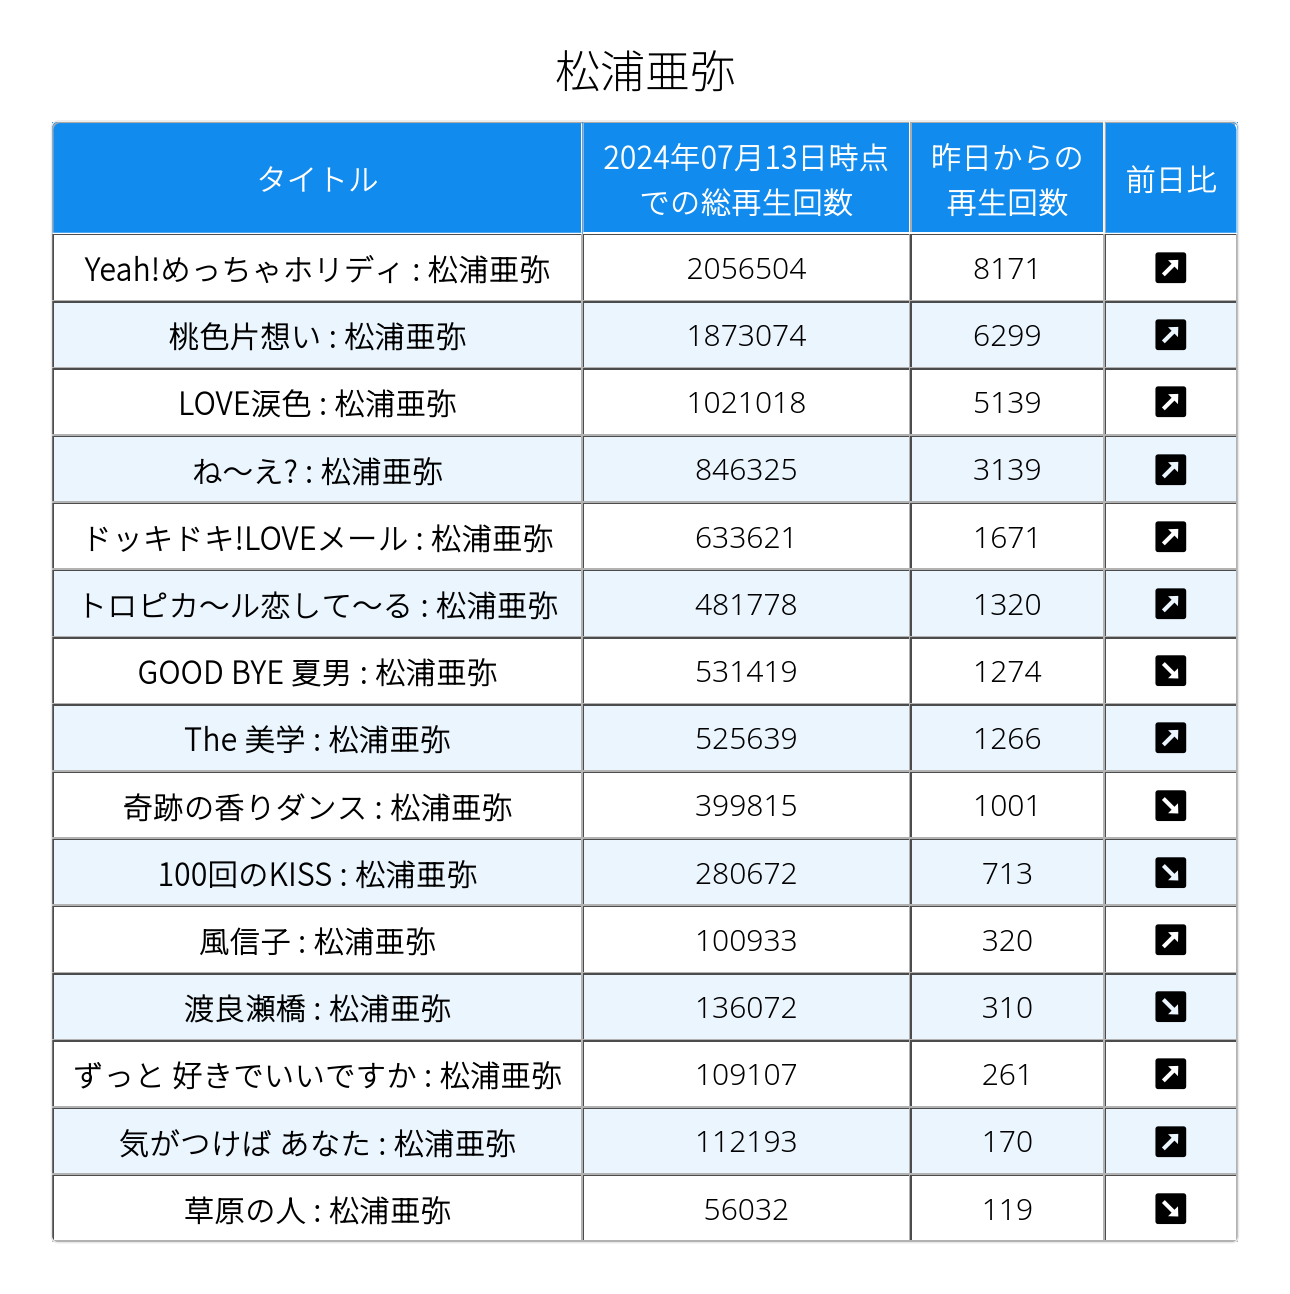 松浦亜弥
タイトル 2024年07月13日時点での総再生回数 昨日からの再生回数 前日比
Yeah!めっちゃホリディ : 松浦亜弥 2056504 8171 ↗
桃色片想い : 松浦亜弥 1873074 6299 ↗
LOVE涙色 : 松浦亜弥 1021018 5139 ↗
ね〜え? : 松浦亜弥 846325 3139 ↗
ドッキドキ!LOVEメール : 松浦亜弥 633621 1671 ↗
トロピカ〜ル恋して〜る : 松浦亜弥 481778 1320 ↗
GOOD BYE 夏男 : 松浦亜弥 531419 1274 ↘
The 美学 : 松浦亜弥 525639 1266 ↗
奇跡の香りダンス : 松浦亜弥 399815 1001 ↘
100回のKISS : 松浦亜弥 280672 713 ↘
風信子 : 松浦亜弥 100933 320 ↗
渡良瀬橋 : 松浦亜弥 136072 310 ↘
ずっと 好きでいいですか : 松浦亜弥 109107 261 ↗
気がつけば あなた : 松浦亜弥 112193 170 ↗
草原の人 : 松浦亜弥 56032 119 ↘